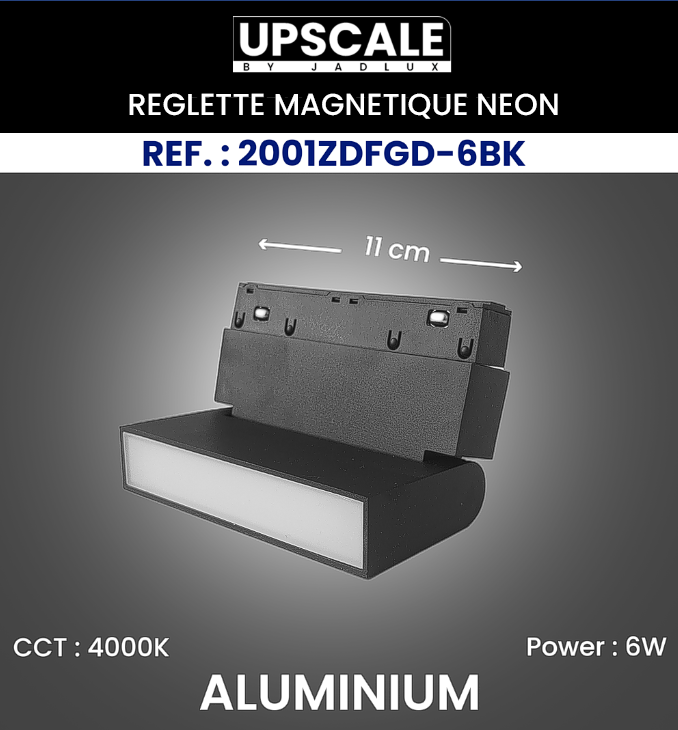 UPSCALE
BY JADLUX
REGLETTE MAGNETIQUE NEON
REF. : 2001ZDFGD-6BK
11 cm
CCT : 4000K
Power : 6W
ALUMINIUM